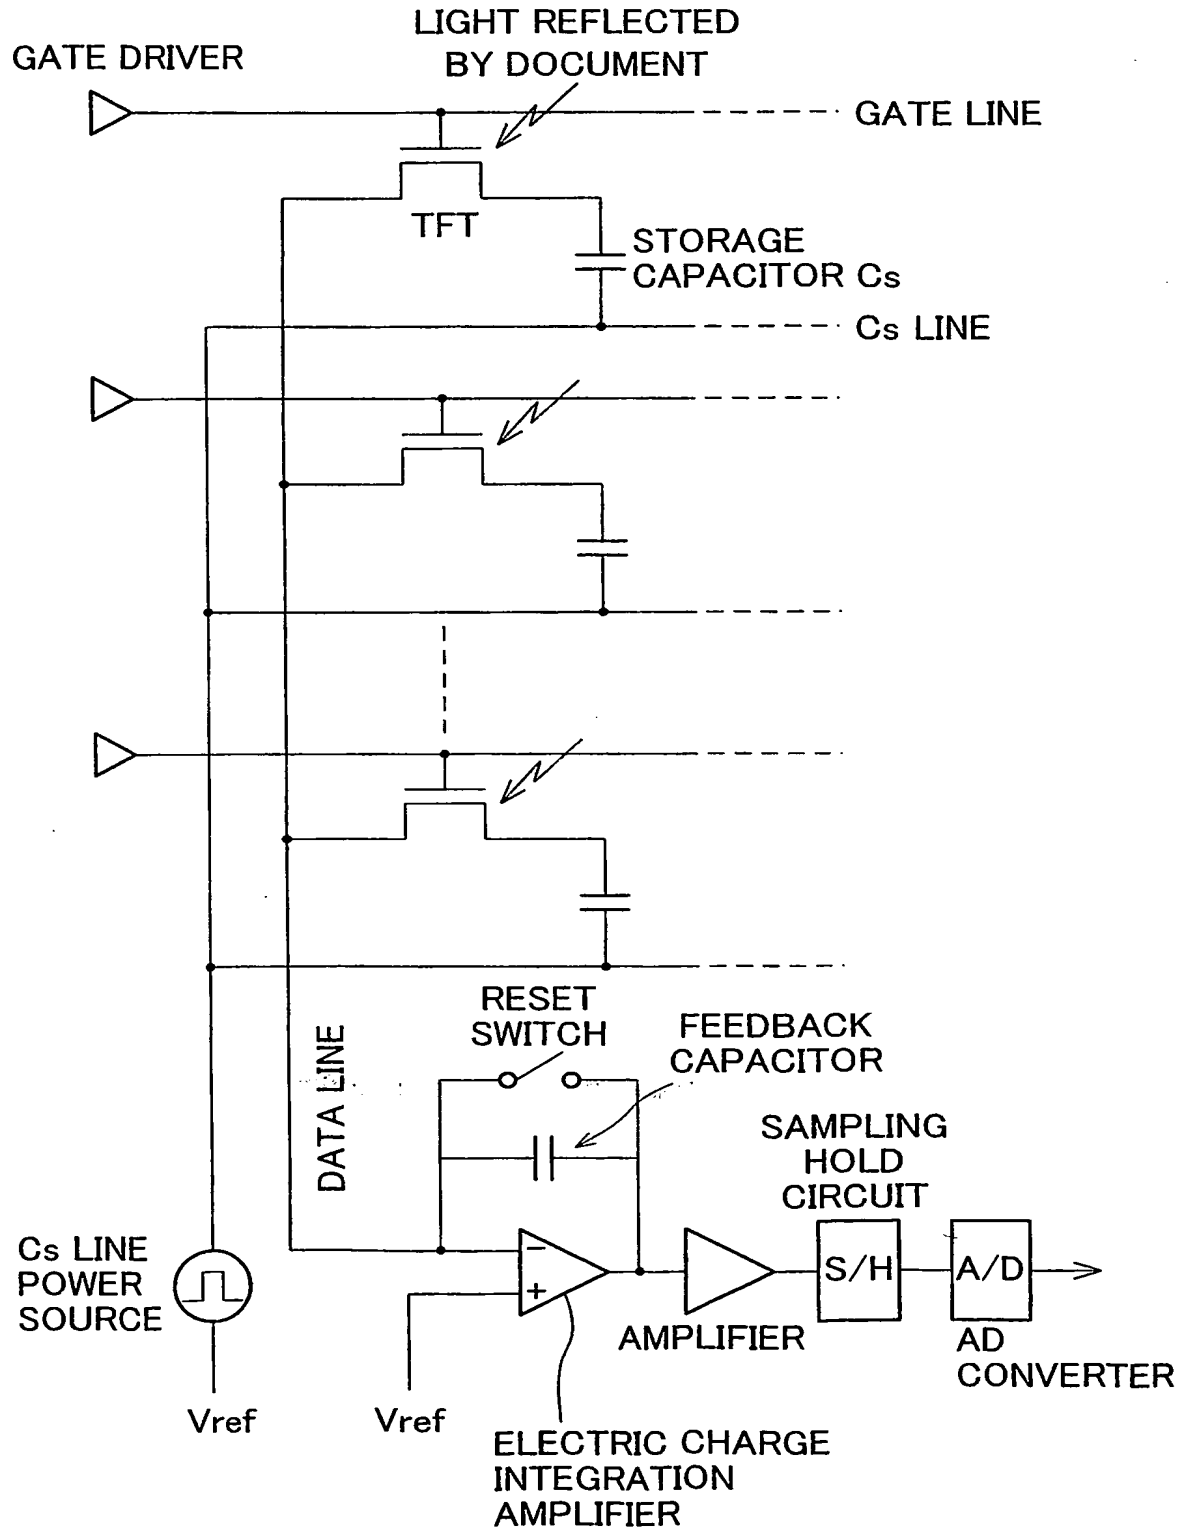 LIGHT REFLECTED
BY DOCUMENT
GATE DRIVER
GATE LINE
TFT
STORAGE
CAPACITOR Cs
Cs LINE
RESET
SWITCH
FEEDBACK
CAPACITOR
DATA LINE
SAMPLING
HOLD
CIRCUIT
Cs LINE
POWER
SOURCE
−
+
S/H
A/D
AMPLIFIER
AD
CONVERTER
Vref
Vref
ELECTRIC CHARGE
INTEGRATION
AMPLIFIER